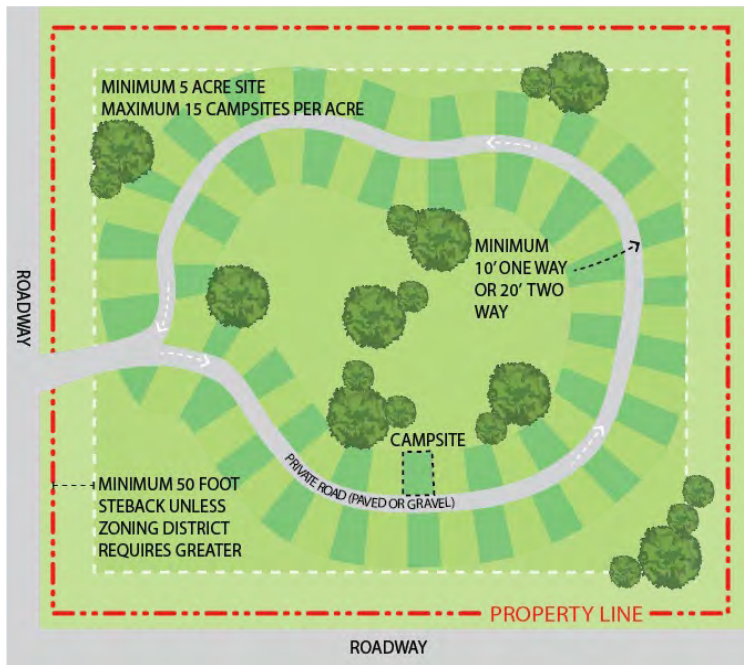 MINIMUM 5 ACRE SITE
MAXIMUM 15 CAMPSITES PER ACRE
ROADWAY
MINIMUM
10' ONE WAY
OR 20' TWO
WAY
CAMPSITE
PRIVATE ROAD (PAVED OR GRAVEL)
MINIMUM 50 FOOT
STEBACK UNLESS
ZONING DISTRICT
REQUIRES GREATER
PROPERTY LINE
ROADWAY